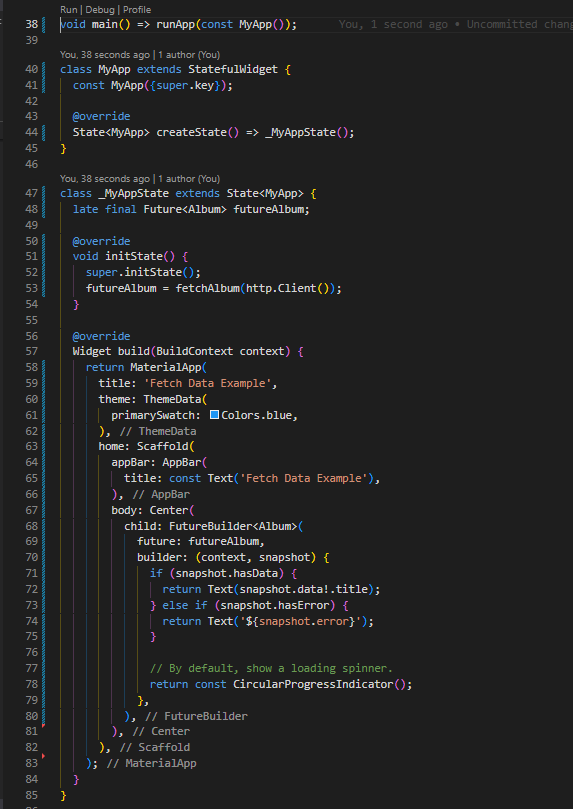 Run | Debug | Profile
38 void main() => runApp(const MyApp()); You, 1 second ago • Uncommitted chang
39
You, 38 seconds ago | 1 author (You)
40 class MyApp extends StatefulWidget {
41   const MyApp({super.key});
42
43   @override
44   State<MyApp> createState() => _MyAppState();
45 }
46
You, 38 seconds ago | 1 author (You)
47 class _MyAppState extends State<MyApp> {
48   late final Future<Album> futureAlbum;
49
50   @override
51   void initState() {
52     super.initState();
53     futureAlbum = fetchAlbum(http.Client());
54   }
55
56   @override
57   Widget build(BuildContext context) {
58     return MaterialApp(
59       title: 'Fetch Data Example',
60       theme: ThemeData(
61         primarySwatch: Colors.blue,
62       ), // ThemeData
63       home: Scaffold(
64         appBar: AppBar(
65           title: const Text('Fetch Data Example'),
66         ), // AppBar
67         body: Center(
68           child: FutureBuilder<Album>(
69             future: futureAlbum,
70             builder: (context, snapshot) {
71               if (snapshot.hasData) {
72                 return Text(snapshot.data!.title);
73               } else if (snapshot.hasError) {
74                 return Text('${snapshot.error}');
75               }
76
77               // By default, show a loading spinner.
78               return const CircularProgressIndicator();
79             },
80           ), // FutureBuilder
81         ), // Center
82       ), // Scaffold
83     ); // MaterialApp
84   }
85 }